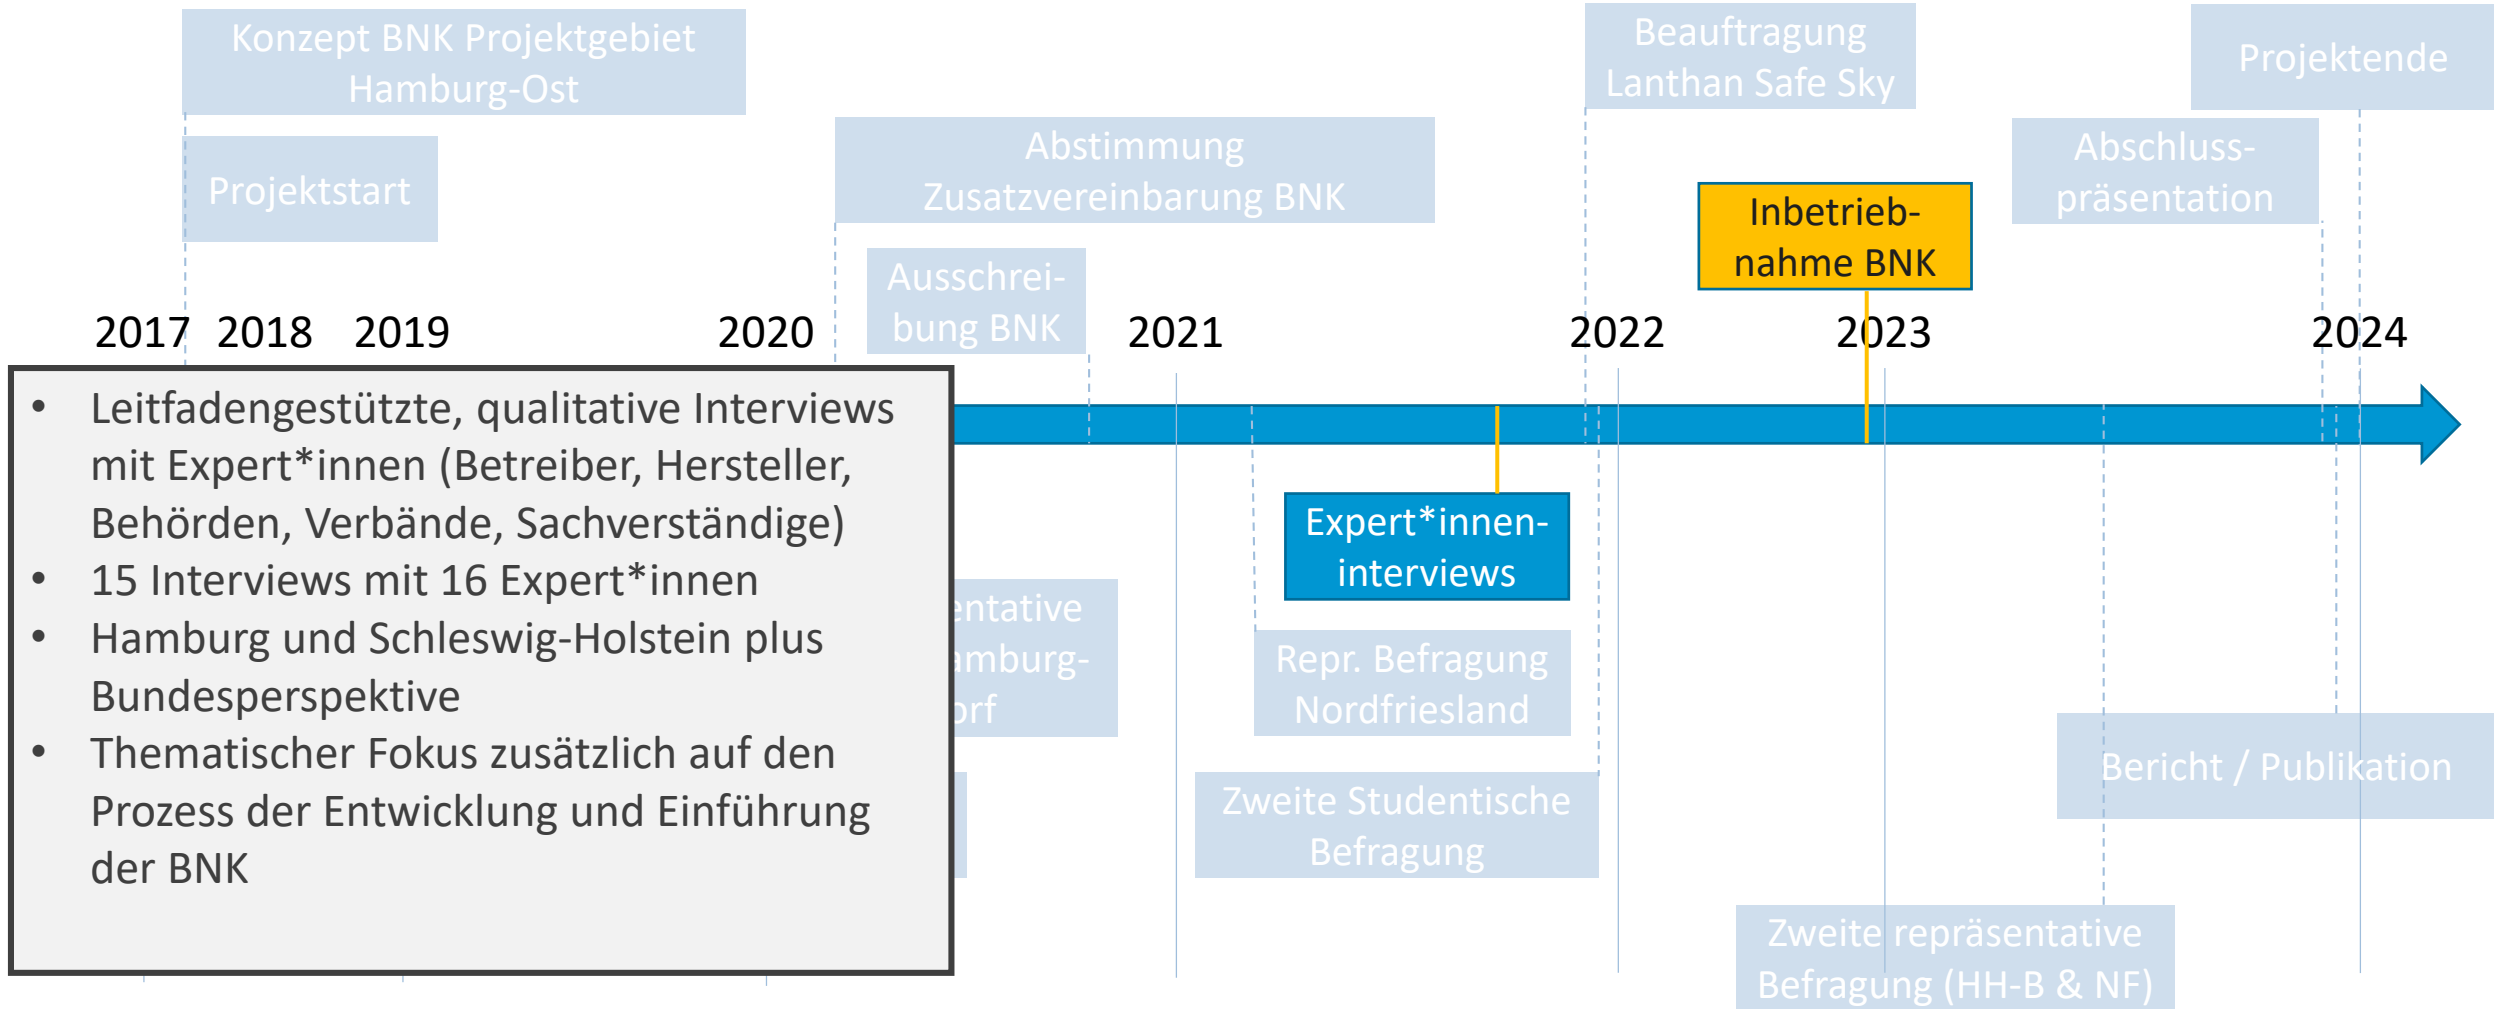 Konzept BNK Projektgebiet
Hamburg-Ost
Projektstart
Abstimmung
Zusatzvereinbarung BNK
Ausschrei-
bung BNK
Beauftragung
Lanthan Safe Sky
Projektende
Abschluss-
präsentation
Inbetrieb-
nahme BNK
2017 2018 2019 2020 2021 2022 2023 2024
• Leitfadengestützte, qualitative Interviews
mit Expert*innen (Betreiber, Hersteller,
Behörden, Verbände, Sachverständige)
• 15 Interviews mit 16 Expert*innen
• Hamburg und Schleswig-Holstein plus
Bundesperspektive
• Thematischer Fokus zusätzlich auf den
Prozess der Entwicklung und Einführung
der BNK
Expert*innen-
interviews
entative
amburg-
orf
Repr. Befragung
Nordfriesland
Zweite Studentische
Befragung
Bericht / Publikation
Zweite repräsentative
Befragung (HH-B & NF)